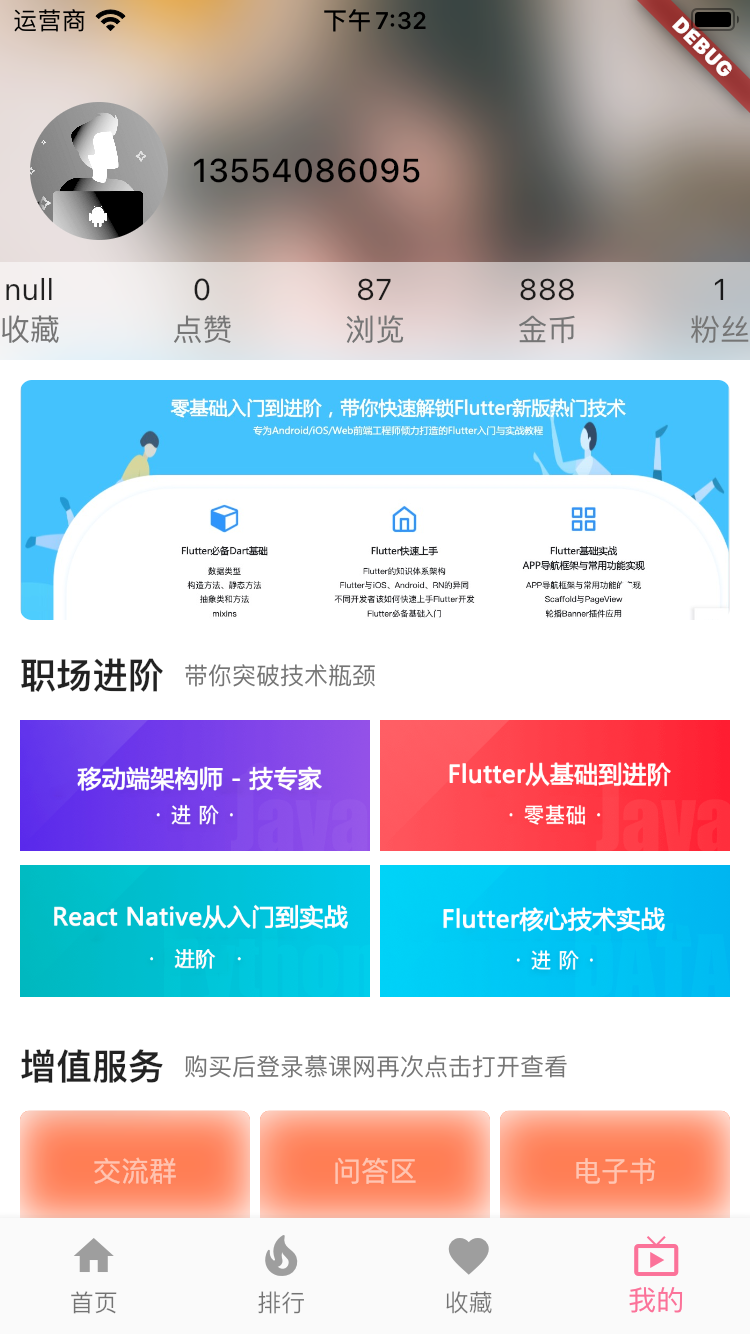 运营商
下午7:32
DEBUG
13554086095
null 0 87 888 1
收藏 点赞 浏览 金币 粉丝
零基础入门到进阶，带你快速解锁Flutter新版热门技术
专为Android/iOS/Web前端工程师倾力打造的Flutter入门与实战教程
Flutten必备Dart基础
数据类型
构造方法、静态方法
抽象类和方法
mixins
Flutter快速上手
Flutter的知识体系架构
Flutter与iOS、Android、RN的异同
不同开发者该如何快速上手Flutter开发
Flutter必备基础入门
Flutter基础实战
APP导航框架与常用功能实现
APP导航框架与常用功能的实现
Scaffold与PageView
轮播Banner插件应用
职场进阶 带你突破技术瓶颈
移动端架构师 - 技专家
· 进 阶 ·
Java
Flutter从基础到进阶
· 零基础 ·
Java
React Native从入门到实战
· 进阶 ·
Python
Flutter核心技术实战
· 进 阶 ·
DATA
增值服务 购买后登录慕课网再次点击打开查看
交流群 问答区 电子书
首页 排行 收藏 我的